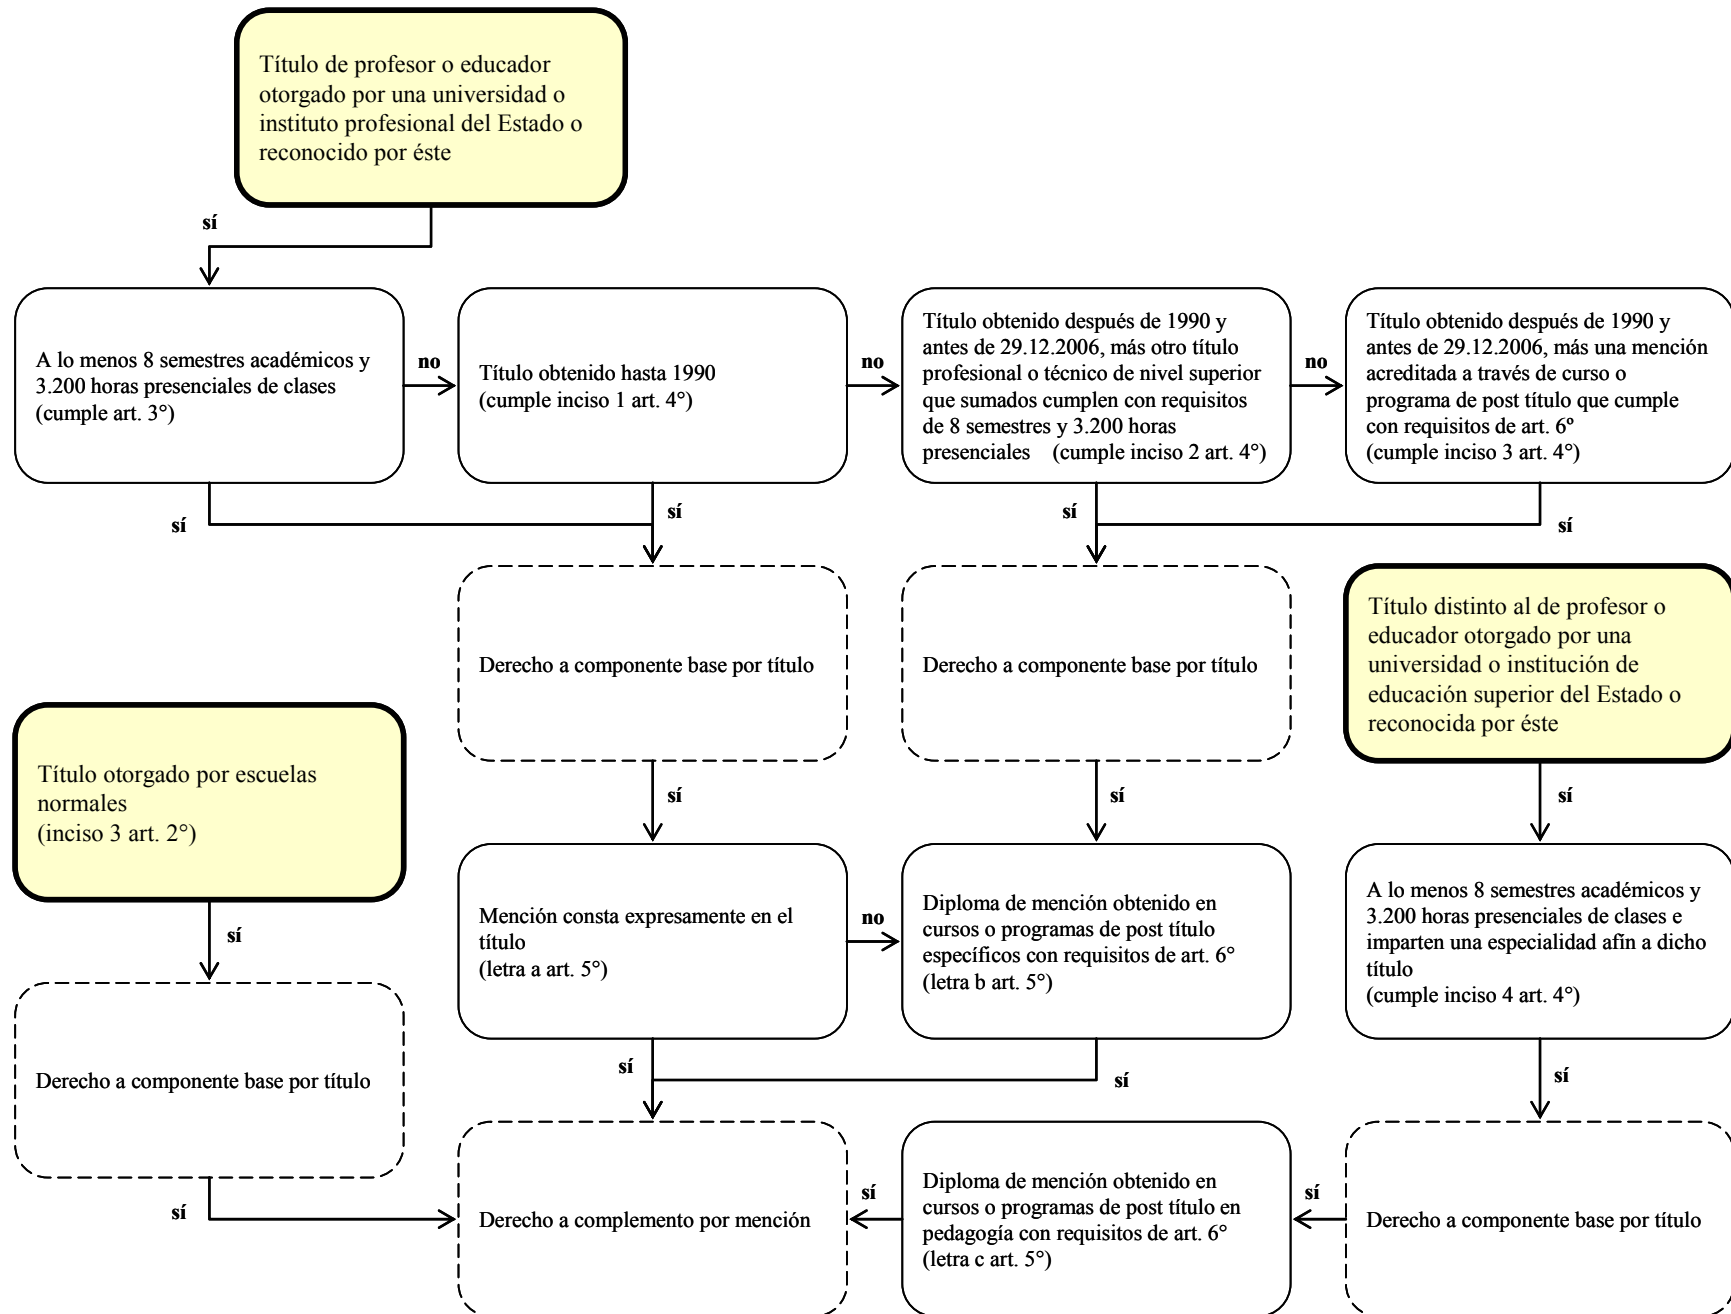 Título de profesor o educador
otorgado por una universidad o
instituto profesional del Estado o
reconocido por éste
sí
A lo menos 8 semestres académicos y
3.200 horas presenciales de clases
(cumple art. 3°)
no
Título obtenido hasta 1990
(cumple inciso 1 art. 4°)
no
Título obtenido después de 1990 y
antes de 29.12.2006, más otro título
profesional o técnico de nivel superior
que sumados cumplen con requisitos
de 8 semestres y 3.200 horas
presenciales (cumple inciso 2 art. 4°)
no
Título obtenido después de 1990 y
antes de 29.12.2006, más una mención
acreditada a través de curso o
programa de post título que cumple
con requisitos de art. 6º
(cumple inciso 3 art. 4°)
sí
sí
sí
sí
Derecho a componente base por título
Derecho a componente base por título
Título distinto al de profesor o
educador otorgado por una
universidad o institución de
educación superior del Estado o
reconocida por éste
Título otorgado por escuelas
normales
(inciso 3 art. 2°)
sí
sí
sí
Mención consta expresamente en el
título
(letra a art. 5°)
no
Diploma de mención obtenido en
cursos o programas de post título
específicos con requisitos de art. 6°
(letra b art. 5°)
A lo menos 8 semestres académicos y
3.200 horas presenciales de clases e
imparten una especialidad afín a dicho
título
(cumple inciso 4 art. 4°)
sí
Derecho a componente base por título
sí
sí
sí
sí
Derecho a complemento por mención
sí
Diploma de mención obtenido en
cursos o programas de post título en
pedagogía con requisitos de art. 6°
(letra c art. 5°)
sí
Derecho a componente base por título